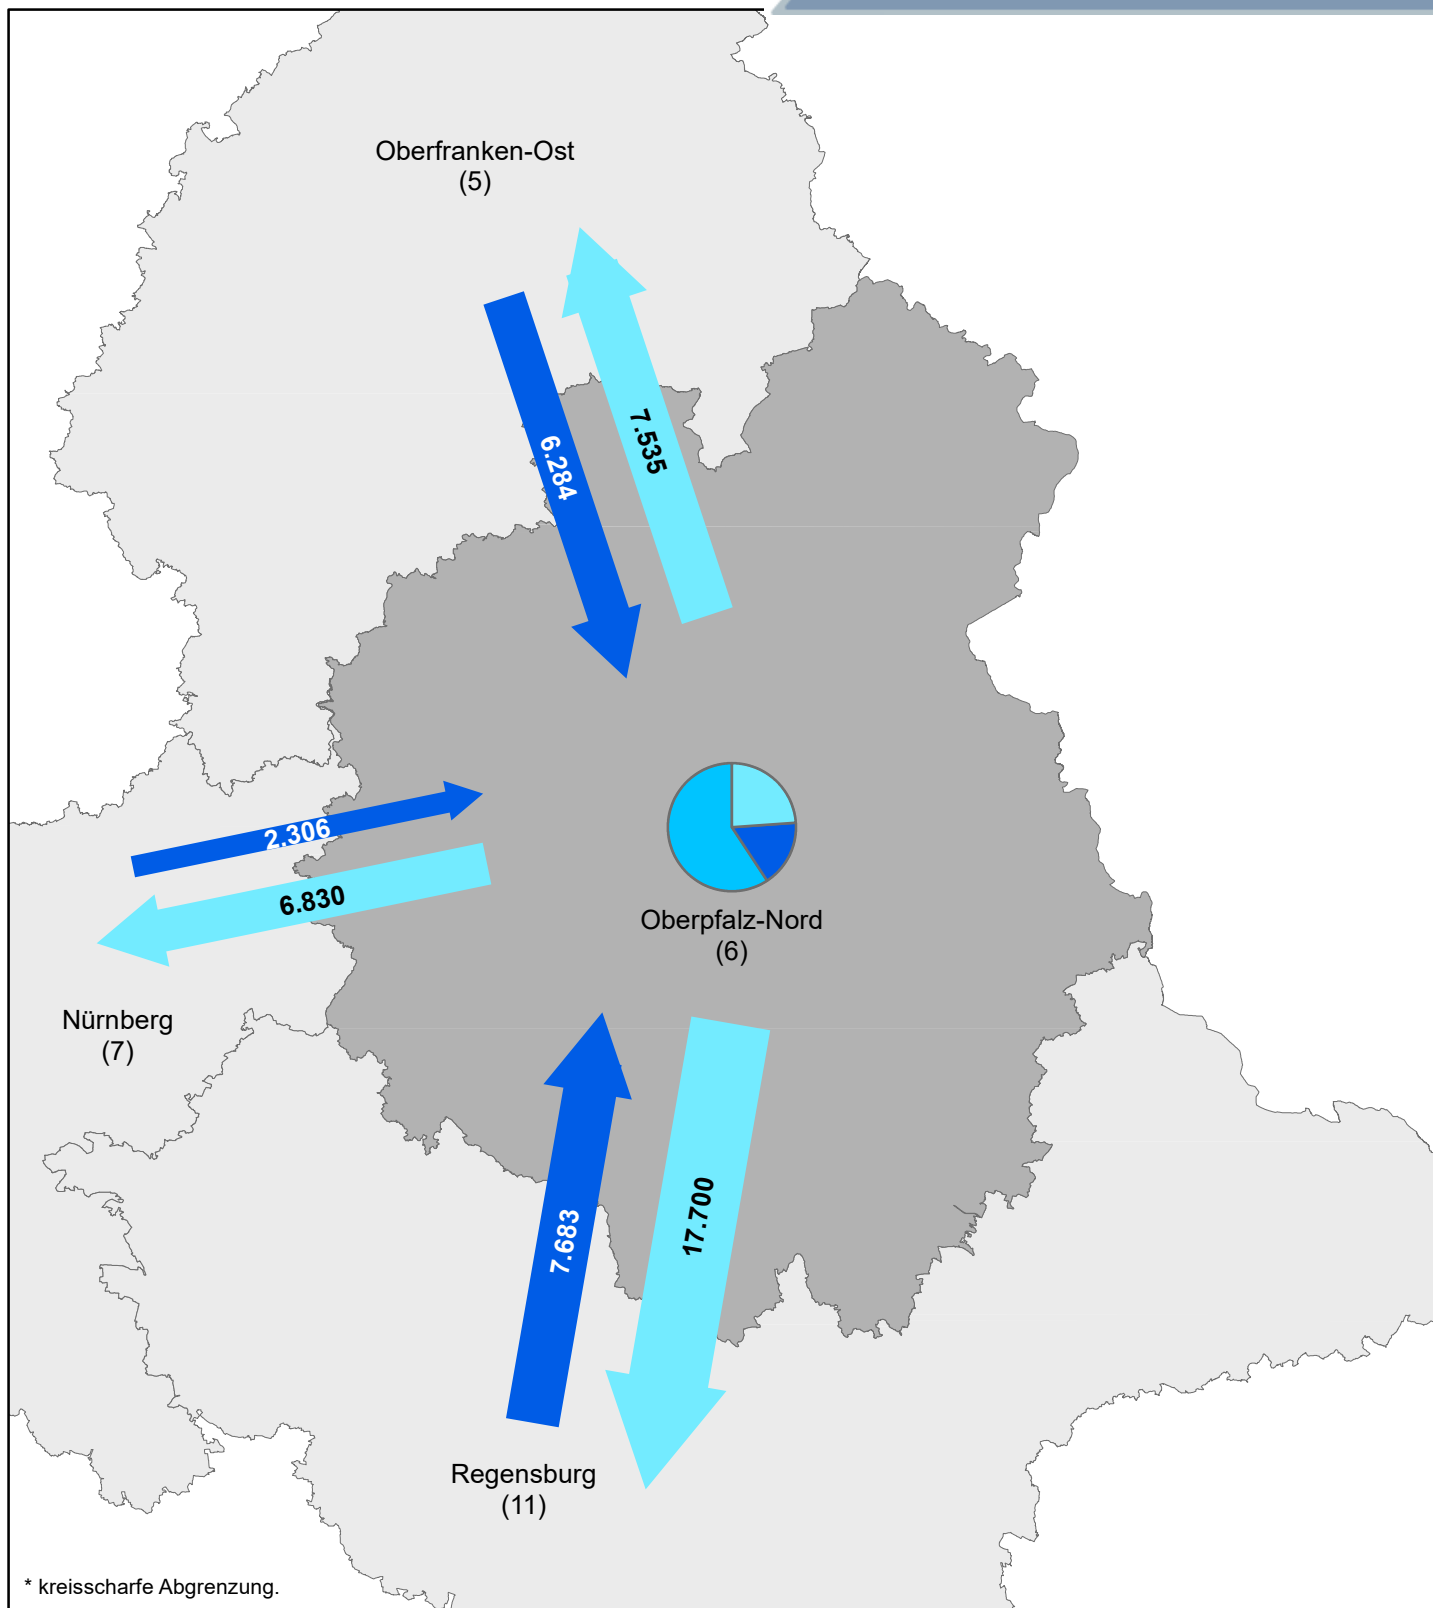 Oberfranken-Ost
(5)
7.535
6.284
2.306
6.830
Oberpfalz-Nord
(6)
Nürnberg
(7)
7.683
17.700
Regensburg
(11)
* kreisscharfe Abgrenzung.